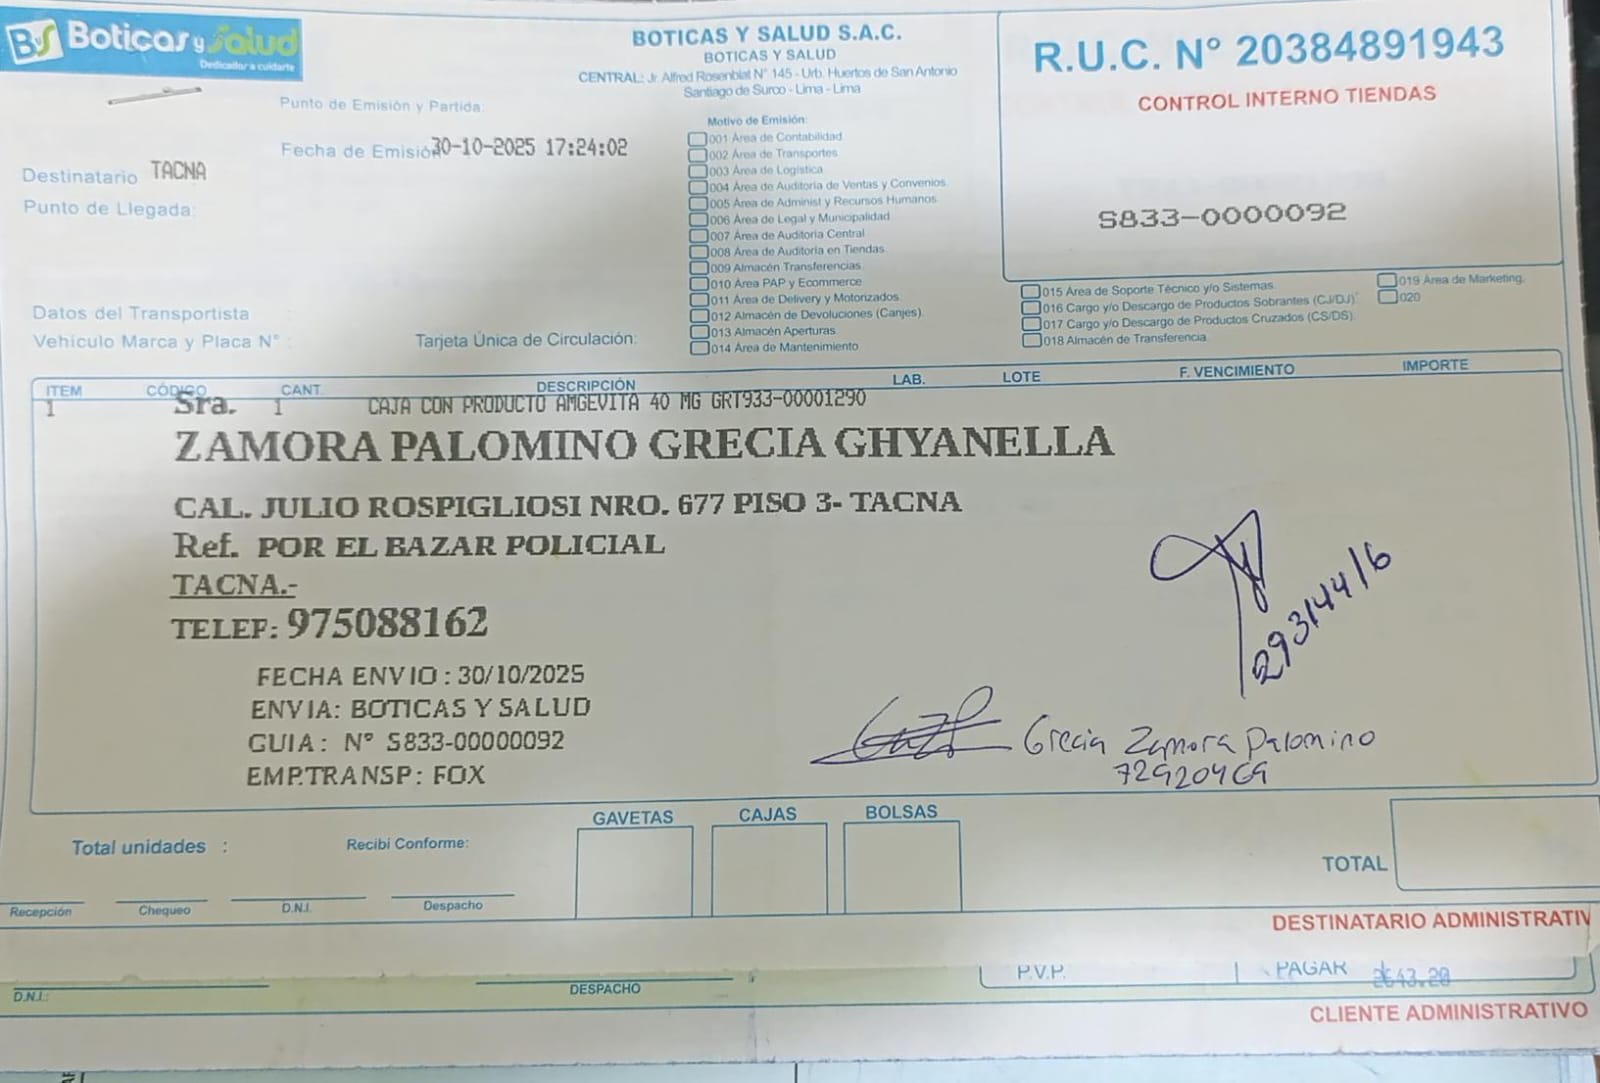 BS Boticas y Salud
Dedicados a cuidarte
BOTICAS Y SALUD S.A.C.
BOTICAS Y SALUD
CENTRAL: Jr. Alfred Rosenblat N° 145 - Urb. Huertos de San Antonio
Santiago de Surco - Lima - Lima
R.U.C. N° 20384891943
CONTROL INTERNO TIENDAS
S833-0000092
Punto de Emisión y Partida:
Fecha de Emisión 30-10-2025 17:24:02
Destinatario TACNA
Punto de Llegada:
Motivo de Emisión:
001 Área de Contabilidad
002 Área de Transportes
003 Área de Logística
004 Área de Auditoria de Ventas y Convenios.
005 Área de Administ y Recursos Humanos.
006 Área de Legal y Municipalidad
007 Área de Auditoria Central
008 Área de Auditoria en Tiendas
009 Almacén Transferencias
010 Área PAP y Ecommerce
011 Área de Delivery y Motorizados
012 Almacén de Devoluciones (Canjes)
013 Almacén Aperturas
014 Área de Mantenimiento
015 Área de Soporte Técnico y/o Sistemas
016 Cargo y/o Descargo de Productos Sobrantes (CJ/DJ)
017 Cargo y/o Descargo de Productos Cruzados (CS/DS)
018 Almacén de Transferencia
019 Área de Marketing.
020
Datos del Transportista
Vehículo Marca y Placa N° :
Tarjeta Única de Circulación:
ITEM CÓDIGO CANT. DESCRIPCIÓN LAB. LOTE F. VENCIMIENTO IMPORTE
1 Sra. 1 CAJA CON PRODUCTO AMGEVITA 40 MG GRT933-00001290
ZAMORA PALOMINO GRECIA GHYANELLA
CAL. JULIO ROSPIGLIOSI NRO. 677 PISO 3- TACNA
Ref. POR EL BAZAR POLICIAL
TACNA.-
TELEF: 975088162
FECHA ENVIO : 30/10/2025
ENVIA: BOTICAS Y SALUD
GUIA: N° S833-00000092
EMP.TRANSP: FOX
29314416
Grecia Zamora Palomino
72920469
GAVETAS CAJAS BOLSAS
Total unidades :
Recibí Conforme:
TOTAL
Recepción Chequeo D.N.I. Despacho
DESTINATARIO ADMINISTRATIV
D.N.I.:
DESPACHO
P.V.P. PAGAR 2643.20
CLIENTE ADMINISTRATIVO